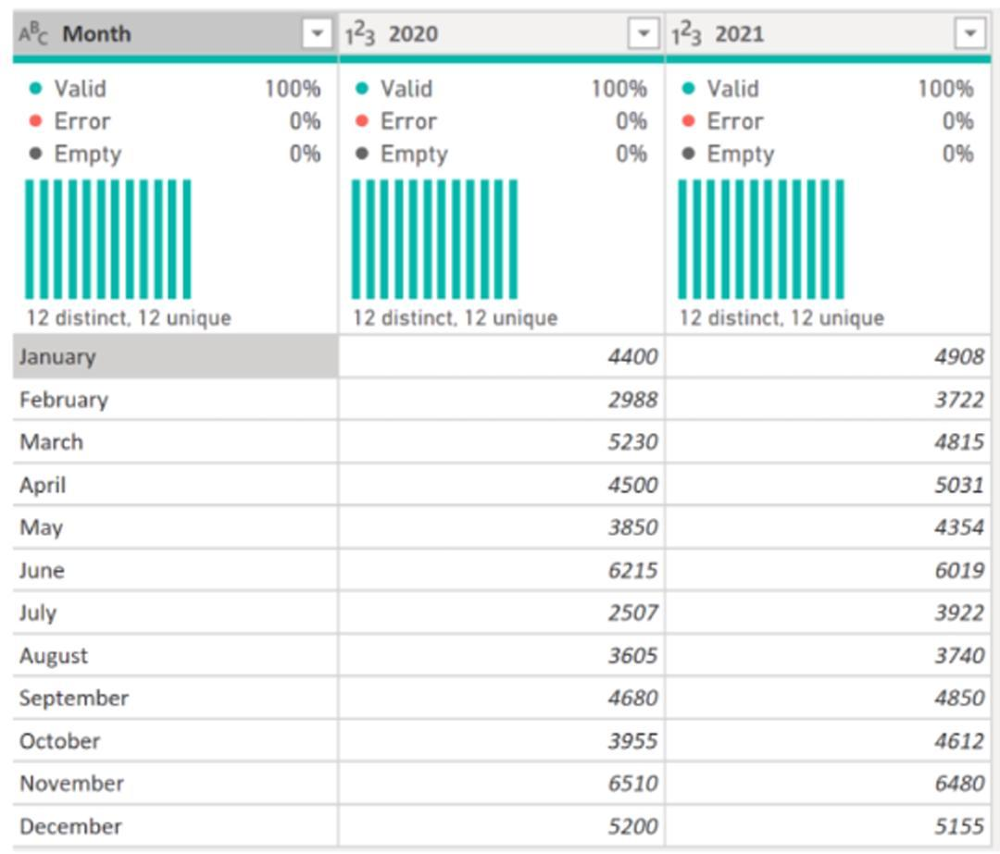 ABC Month 123 2020 123 2021
Valid 100% Valid 100% Valid 100%
Error 0% Error 0% Error 0%
Empty 0% Empty 0% Empty 0%
12 distinct, 12 unique 12 distinct, 12 unique 12 distinct, 12 unique
January 4400 4908
February 2988 3722
March 5230 4815
April 4500 5031
May 3850 4354
June 6215 6019
July 2507 3922
August 3605 3740
September 4680 4850
October 3955 4612
November 6510 6480
December 5200 5155